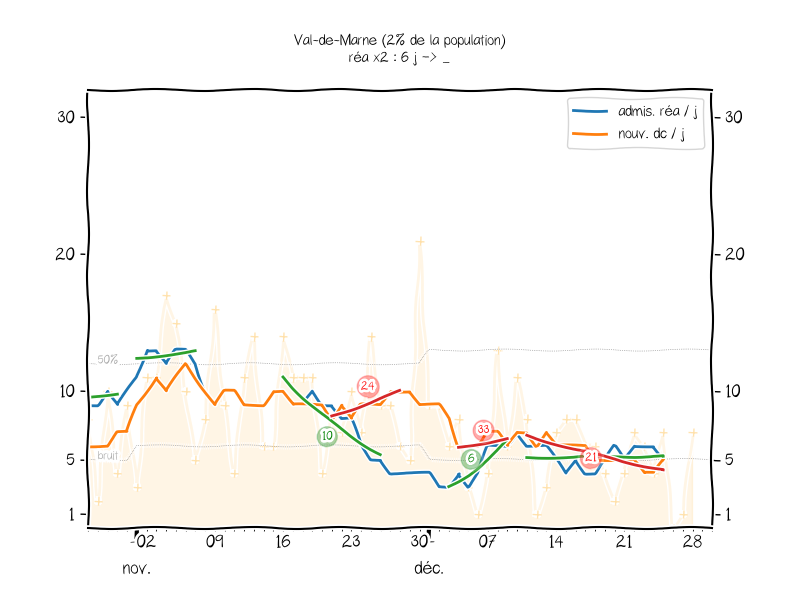 Val-de-Marne (2% de la population)
réa x2 : 6 j -> _
admis. réa / j
nouv. dc / j
30
30
20
20
50%
24
10
10
33
10
6
21
5
bruit
5
1
1
02 09 16 23 30 07 14 21 28
nov. déc.